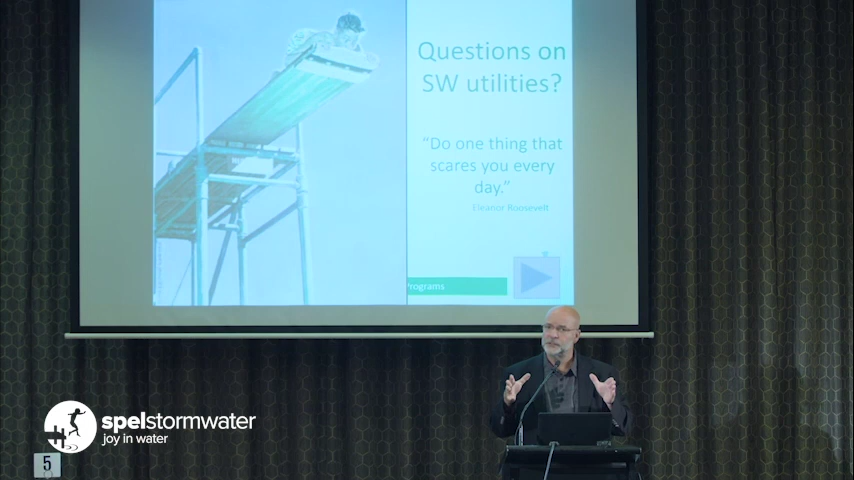 Questions on
SW utilities?
“Do one thing that
scares you every
day.”
Eleanor Roosevelt
Programs
spelstormwater
joy in water
5